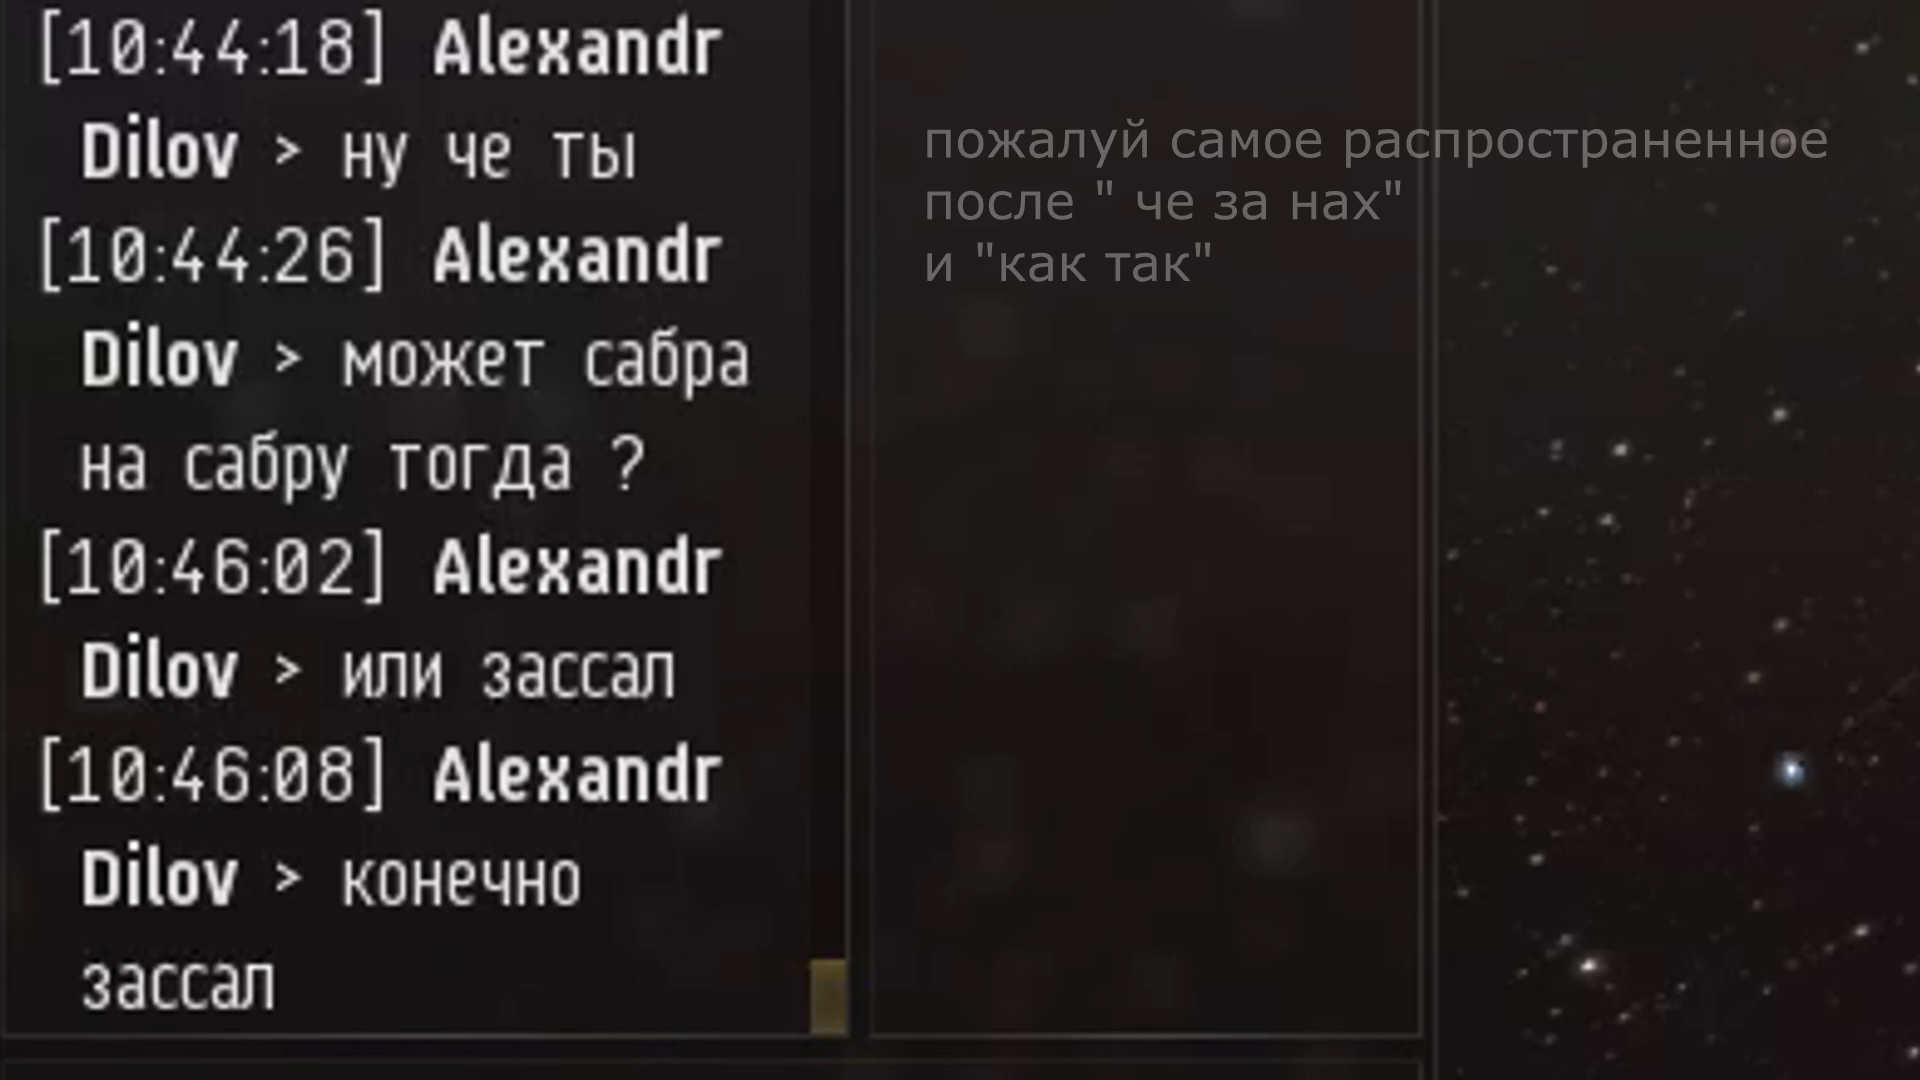 [10:44:18] Alexandr
Dilov > ну че ты
[10:44:26] Alexandr
Dilov > может сабра
на сабру тогда ?
[10:46:02] Alexandr
Dilov > или зассал
[10:46:08] Alexandr
Dilov > конечно
зассал
пожалуй самое распространенное
после " че за нах"
и "как так"